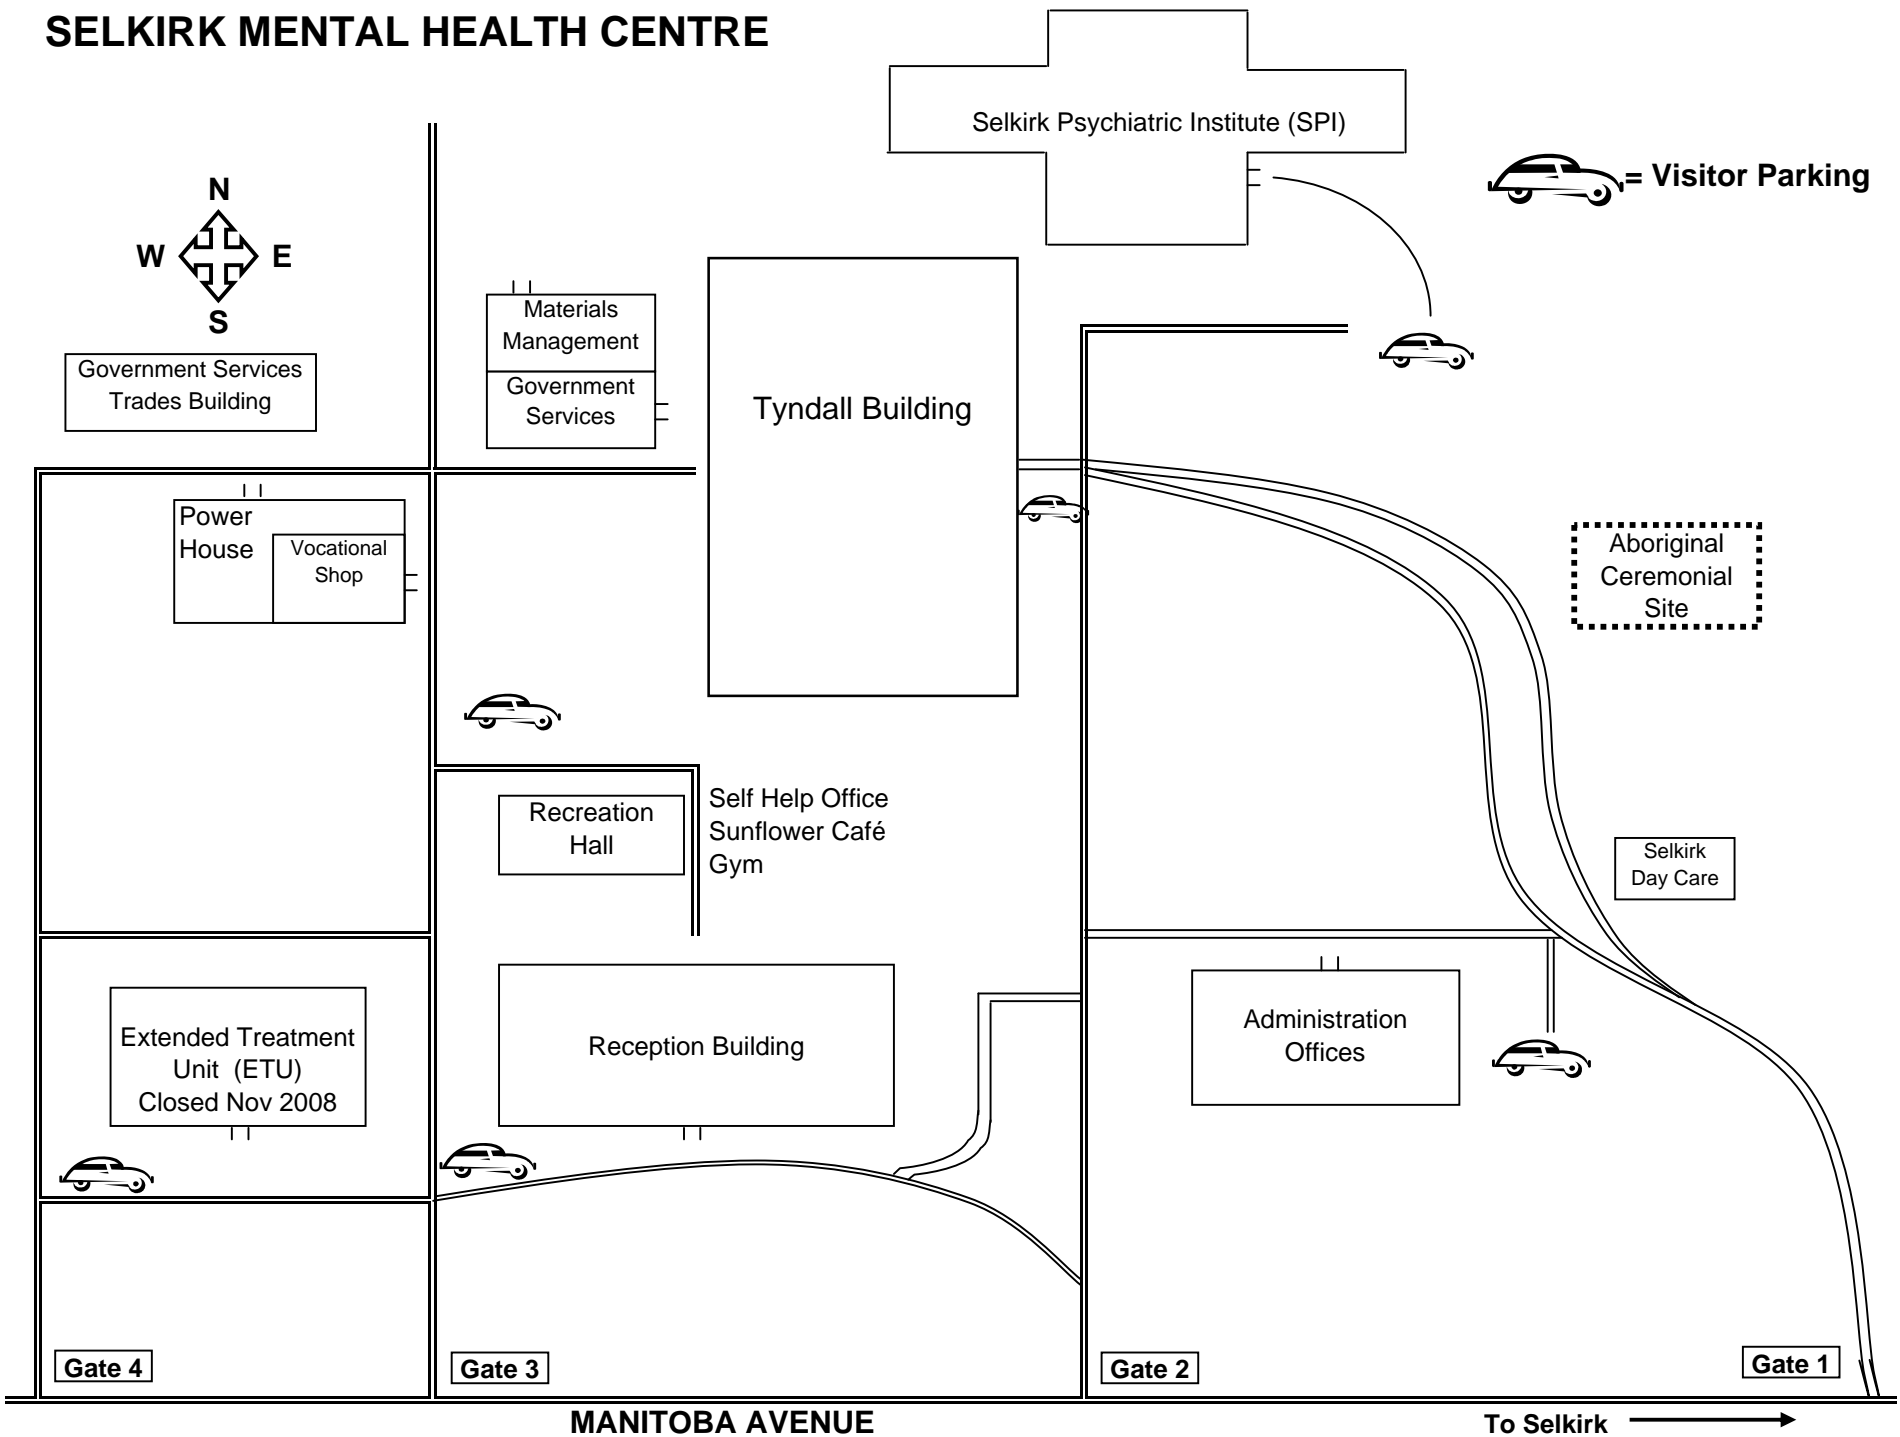 SELKIRK MENTAL HEALTH CENTRE
Selkirk Psychiatric Institute (SPI)
= Visitor Parking
N
W
E
S
Materials
Management
Government
Services
Government Services
Trades Building
Tyndall Building
Power
House
Vocational
Shop
Aboriginal
Ceremonial
Site
Recreation
Hall
Self Help Office
Sunflower Café
Gym
Selkirk
Day Care
Extended Treatment
Unit (ETU)
Closed Nov 2008
Reception Building
Administration
Offices
Gate 4
Gate 3
Gate 2
Gate 1
MANITOBA AVENUE
To Selkirk